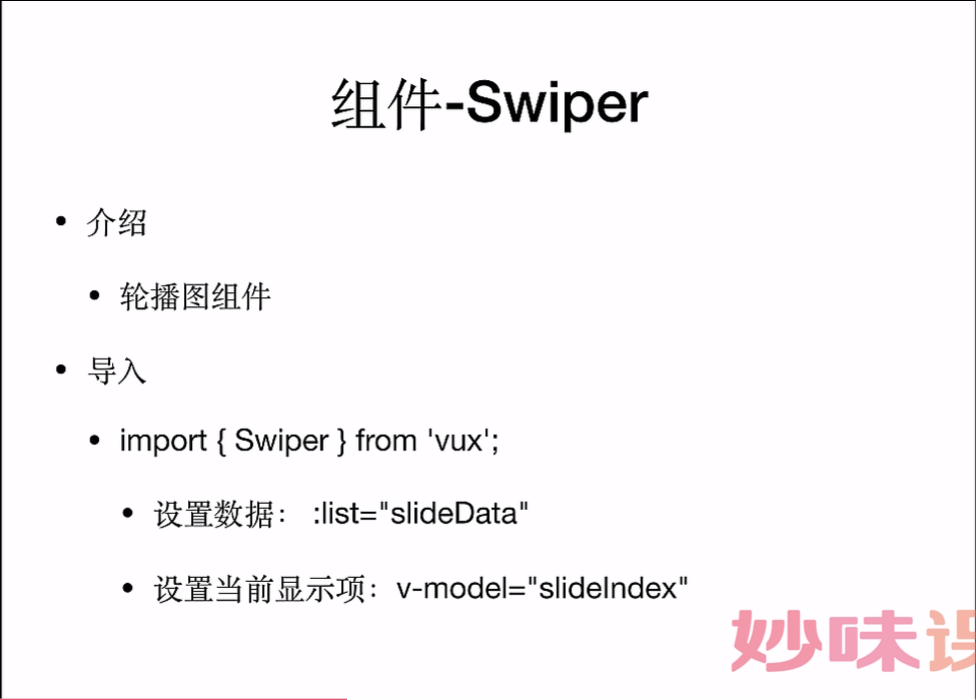 组件-Swiper
• 介绍
• 轮播图组件
• 导入
• import { Swiper } from 'vux';
• 设置数据： :list="slideData"
• 设置当前显示项：v-model="slideIndex"
妙味设